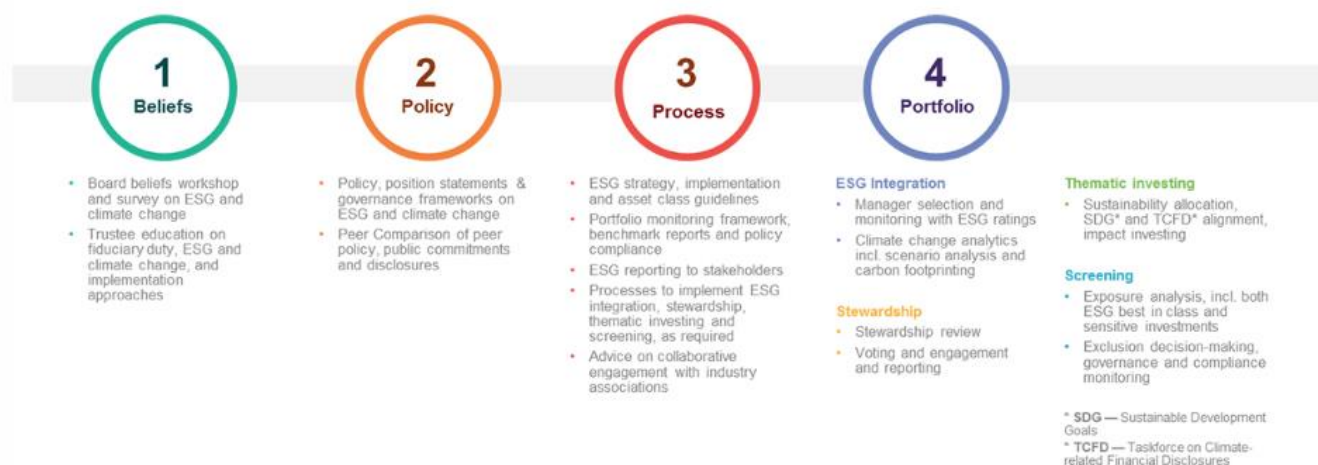 1
Beliefs
• Board beliefs workshop
and survey on ESG and
climate change
• Trustee education on
fiduciary duty, ESG and
climate change, and
implementation
approaches
2
Policy
• Policy, position statements &
governance frameworks on
ESG and climate change
• Peer Comparison of peer
policy, public commitments
and disclosures
3
Process
• ESG strategy, implementation
and asset class guidelines
• Portfolio monitoring framework,
benchmark reports and policy
compliance
• ESG reporting to stakeholders
• Processes to implement ESG
integration, stewardship,
thematic investing and
screening, as required
• Advice on collaborative
engagement with industry
associations
4
Portfolio
ESG Integration
• Manager selection and
monitoring with ESG ratings
• Climate change analytics
incl. scenario analysis and
carbon footprinting
Stewardship
• Stewardship review
• Voting and engagement
and reporting
Thematic investing
• Sustainability allocation,
SDG* and TCFD* alignment,
impact investing
Screening
• Exposure analysis, incl. both
ESG best in class and
sensitive investments
• Exclusion decision-making,
governance and compliance
monitoring
* SDG — Sustainable Development
Goals
* TCFD — Taskforce on Climate-
related Financial Disclosures